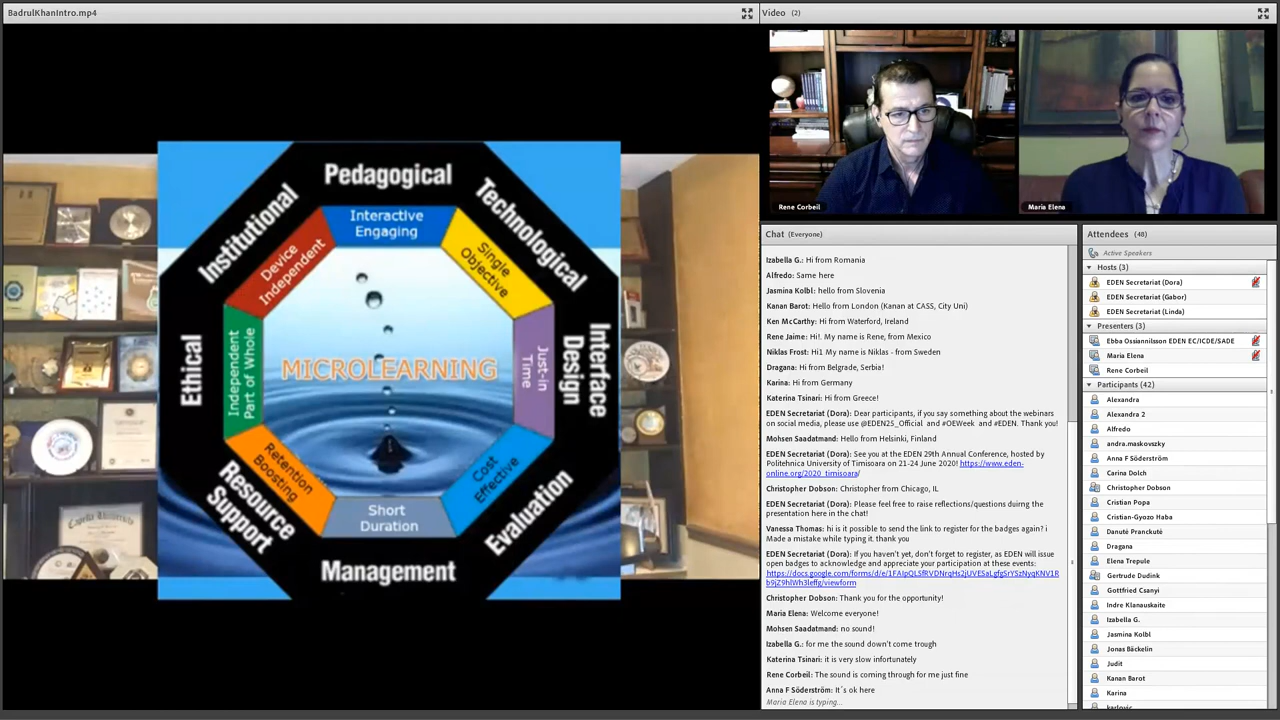 BadrulKhanIntro.mp4
Pedagogical
Technological
Interface
Design
Evaluation
Management
Resource
Support
Ethical
Institutional
Interactive
Engaging
Single
Objective
Just-in
Time
Cost
Effective
Short
Duration
Retention
Boosting
Independent
Part of Whole
Device
Independent
MICROLEARNING
Video (2)
Rene Corbeil
Maria Elena
Chat (Everyone)
Izabella G.: Hi from Romania
Alfredo: Same here
Jasmina Kolbl: hello from Slovenia
Kanan Barot: Hello from London (Kanan at CASS, City Uni)
Ken McCarthy: Hi from Waterford, Ireland
Rene Jaime: Hi!. My name is Rene, from Mexico
Niklas Frost: Hi1 My name is Niklas - from Sweden
Dragana: Hi from Belgrade, Serbia!
Karina: Hi from Germany
Katerina Tsinari: Hi from Greece!
EDEN Secretariat (Dora): Dear participants, if you say something about the webinars
on social media, please use @EDEN25_Official and #OEWeek and #EDEN. Thank you!
Mohsen Saadatmand: Hello from Helsinki, Finland
EDEN Secretariat (Dora): See you at the EDEN 29th Annual Conference, hosted by
Politehnica University of Timisoara on 21-24 June 2020! https://www.eden-
online.org/2020_timisoara/
Christopher Dobson: Christopher from Chicago, IL
EDEN Secretariat (Dora): Please feel free to raise reflections/questions duirng the
presentation here in the chat!
Vanessa Thomas: hi is it possible to send the link to register for the badges again? i
Made a mistake while typing it. thank you
EDEN Secretariat (Dora): If you haven't yet, don't forget to register, as EDEN will issue
open badges to acknowledge and appreciate your participation at these events:
https://docs.google.com/forms/d/e/1FAIpQLSfRVDNrqHs2jUVESaLgfgSrYSzNyqKNV1R
b9jZ9hlWh3leffg/viewform
Christopher Dobson: Thank you for the opportunity!
Maria Elena: Welcome everyone!
Mohsen Saadatmand: no sound!
Izabella G.: for me the sound down't come trough
Katerina Tsinari: it is very slow infortunately
Rene Corbeil: The sound is coming through for me just fine
Anna F Söderström: It´s ok here
Maria Elena is typing...
Attendees (48)
Active Speakers
Hosts (3)
EDEN Secretariat (Dora)
EDEN Secretariat (Gabor)
EDEN Secretariat (Linda)
Presenters (3)
Ebba Ossiannilsson EDEN EC/ICDE/SADE
Maria Elena
Rene Corbeil
Participants (42)
Alexandra
Alexandra 2
Alfredo
andra.maskovszky
Anna F Söderström
Carina Dolch
Christopher Dobson
Cristian Popa
Cristian-Gyozo Haba
Danutė Pranckutė
Dragana
Elena Trepule
Gertrude Dudink
Gottfried Csanyi
Indre Klanauskaite
Izabella G.
Jasmina Kolbl
Jonas Bäckelin
Judit
Kanan Barot
Karina